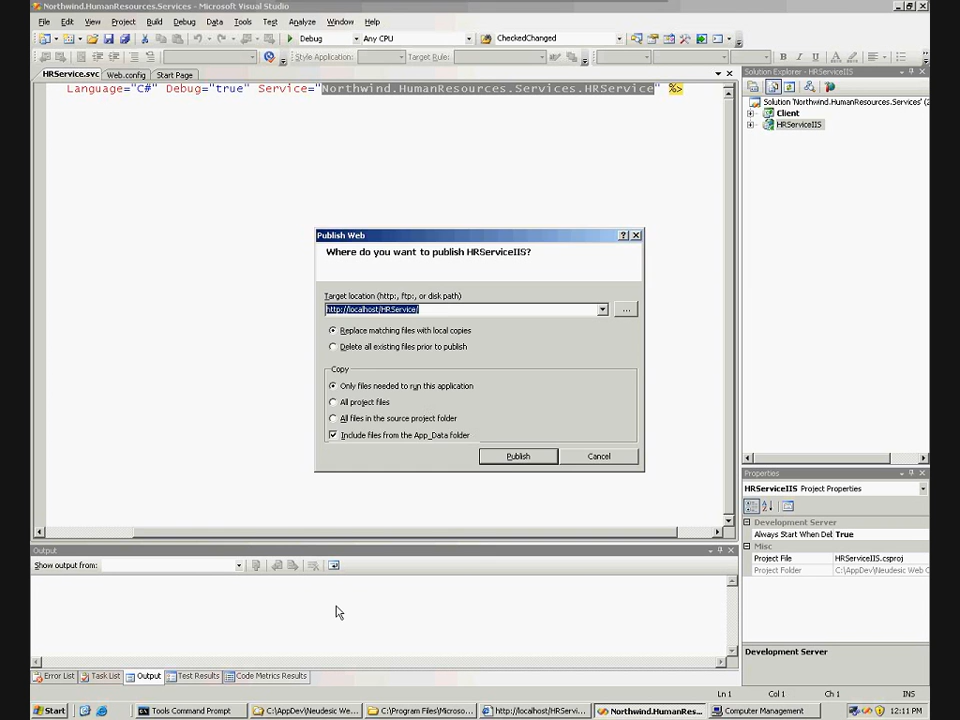 Northwind.HumanResources.Services - Microsoft Visual Studio
File Edit View Project Build Debug Data Tools Test Analyze Window Help
Debug Any CPU CheckedChanged
Style Application: Target Rule: B I U A
HRService.svc Web.config Start Page
Language="C#" Debug="true" Service="Northwind.HumanResources.Services.HRService" %>
Solution Explorer - HRServiceIIS
Solution 'Northwind.HumanResources.Services' (2
Client
HRServiceIIS
Publish Web
Where do you want to publish HRServiceIIS?
Target location (http:, ftp:, or disk path)
http://localhost/HRService/
...
Replace matching files with local copies
Delete all existing files prior to publish
Copy
Only files needed to run this application
All project files
All files in the source project folder
Include files from the App_Data folder
Publish Cancel
Properties
HRServiceIIS Project Properties
Development Server
Always Start When Del True
Misc
Project File HRServiceIIS.csproj
Project Folder C:\AppDev\Neudesic Web C
Development Server
Output
Show output from:
Error List Task List Output Test Results Code Metrics Results
Ln 1 Col 1 Ch 1 INS
Start Tools Command Prompt C:\AppDev\Neudesic We... C:\Program Files\Microso... http://localhost/HRServi... Northwind.HumanRes... Computer Management 12:11 PM